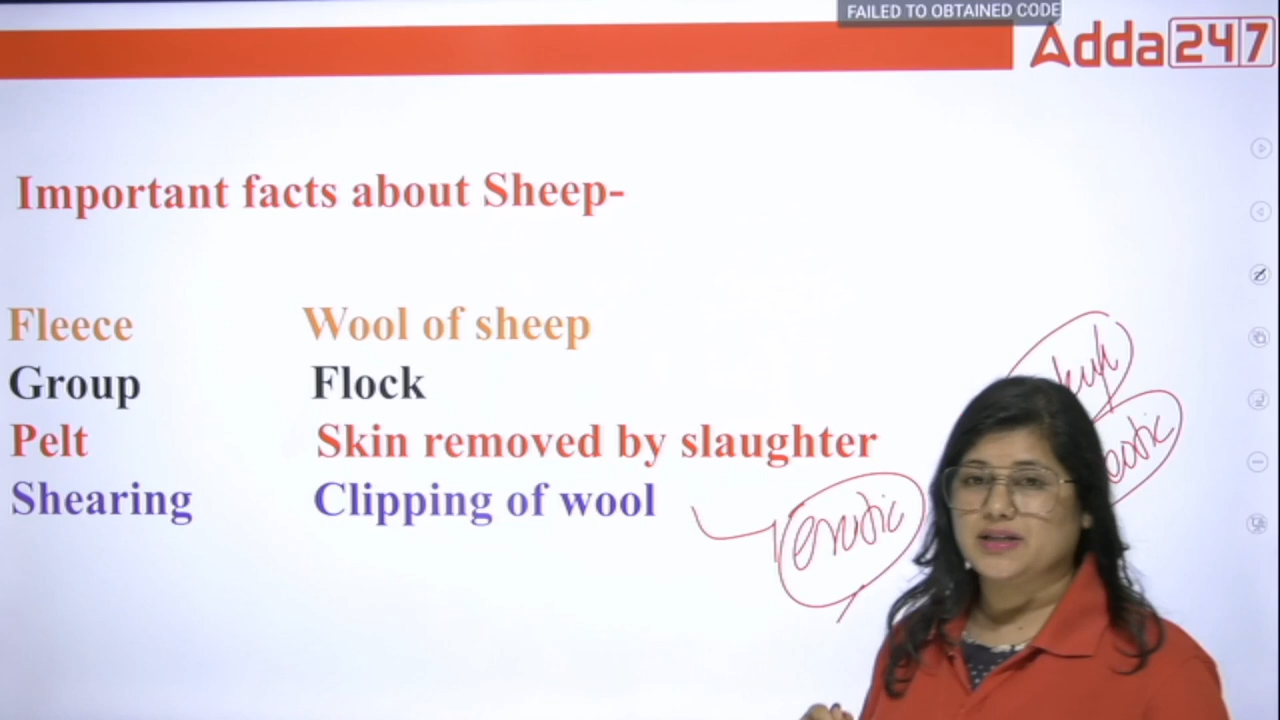 FAILED TO OBTAINED CODE
Adda247
Important facts about Sheep-
Fleece Wool of sheep
Group Flock
Pelt Skin removed by slaughter
Shearing Clipping of wool